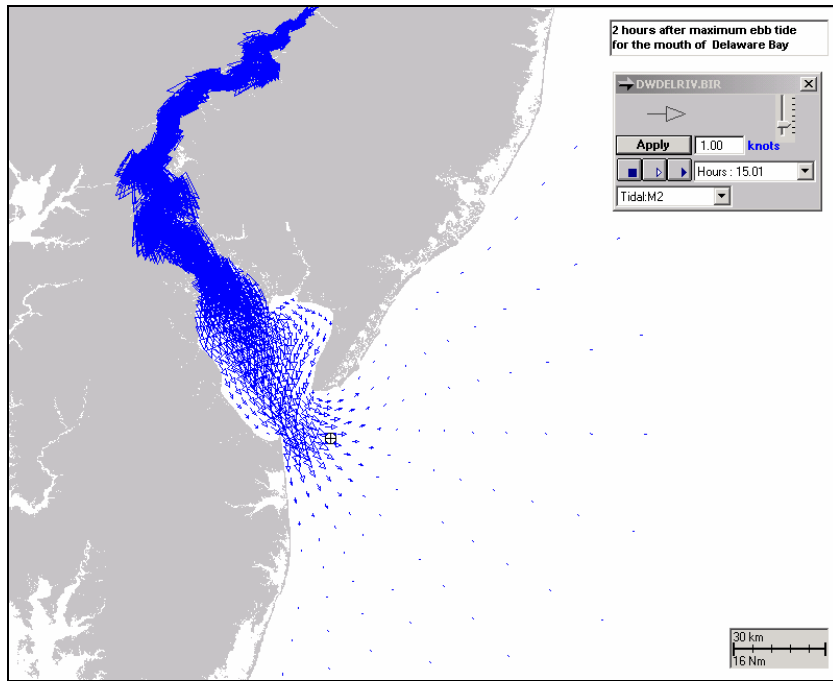 2 hours after maximum ebb tide
for the mouth of Delaware Bay
DWDELRIV.BIR
Apply 1.00 knots
Hours : 15.01
Tidal:M2
30 km
16 Nm